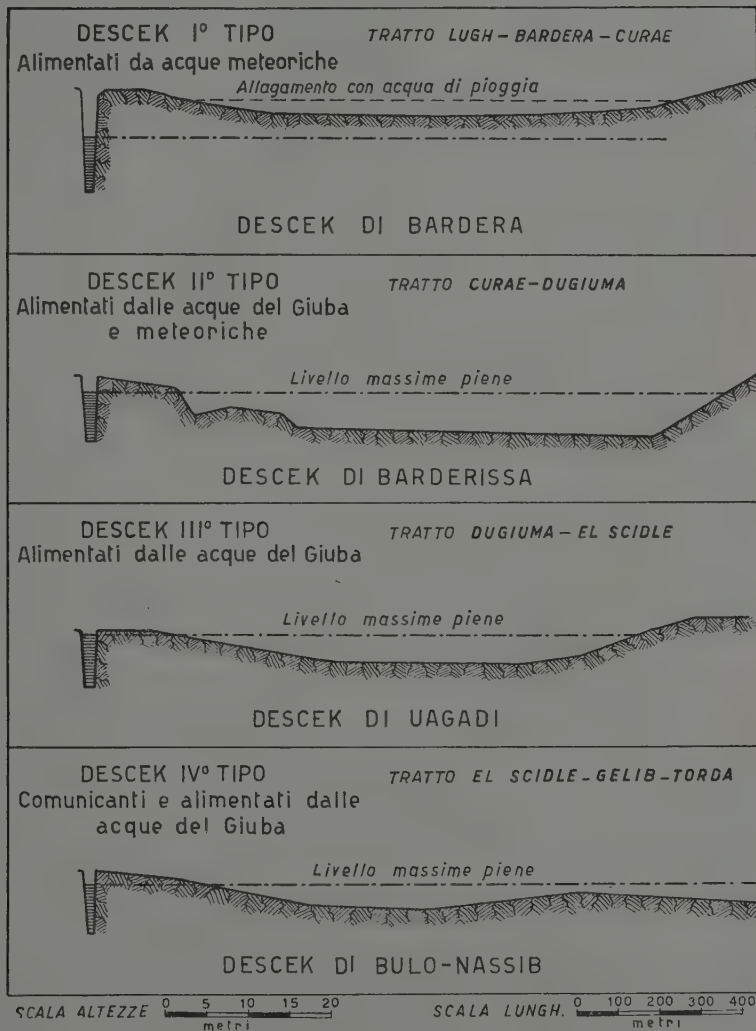 DESCEK I° TIPO TRATTO LUGH-BARDERA-CURAE
Alimentati da acque meteoriche
Allagamento con acqua di pioggia
DESCEK DI BARDERA
DESCEK II° TIPO TRATTO CURAE-DUGIUMA
Alimentati dalle acque del Giuba
e meteoriche
Livello massime piene
DESCEK DI BARDERISSA
DESCEK III° TIPO TRATTO DUGIUMA - EL SCIDLE
Alimentati dalle acque del Giuba
Livello massime piene
DESCEK DI UAGADI
DESCEK IV° TIPO TRATTO EL SCIDLE-GELIB-TORDA
Comunicanti e alimentati dalle
acque del Giuba
Livello massime piene
DESCEK DI BULO-NASSIB
SCALA ALTEZZE 0 5 10 15 20 SCALA LUNGH. 0 100 200 300 400
metri metri